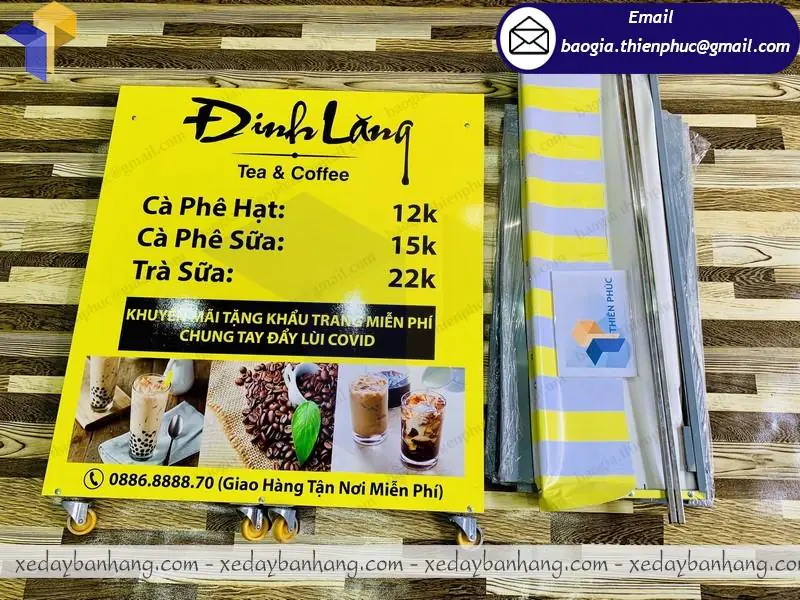 Email
baogia.thienphuc@gmail.com
Đinh Lăng
Tea & Coffee
Cà Phê Hạt: 12k
Cà Phê Sữa: 15k
Trà Sữa: 22k
KHUYẾN MÃI TẶNG KHẨU TRANG MIỄN PHÍ
CHUNG TAY ĐẨY LÙI COVID
0886.8888.70 (Giao Hàng Tận Nơi Miễn Phí)
THIÊN PHÚC
xedaybanhang.com - xedaybanhang.com - xedaybanhang.com - xedaybanhang.com